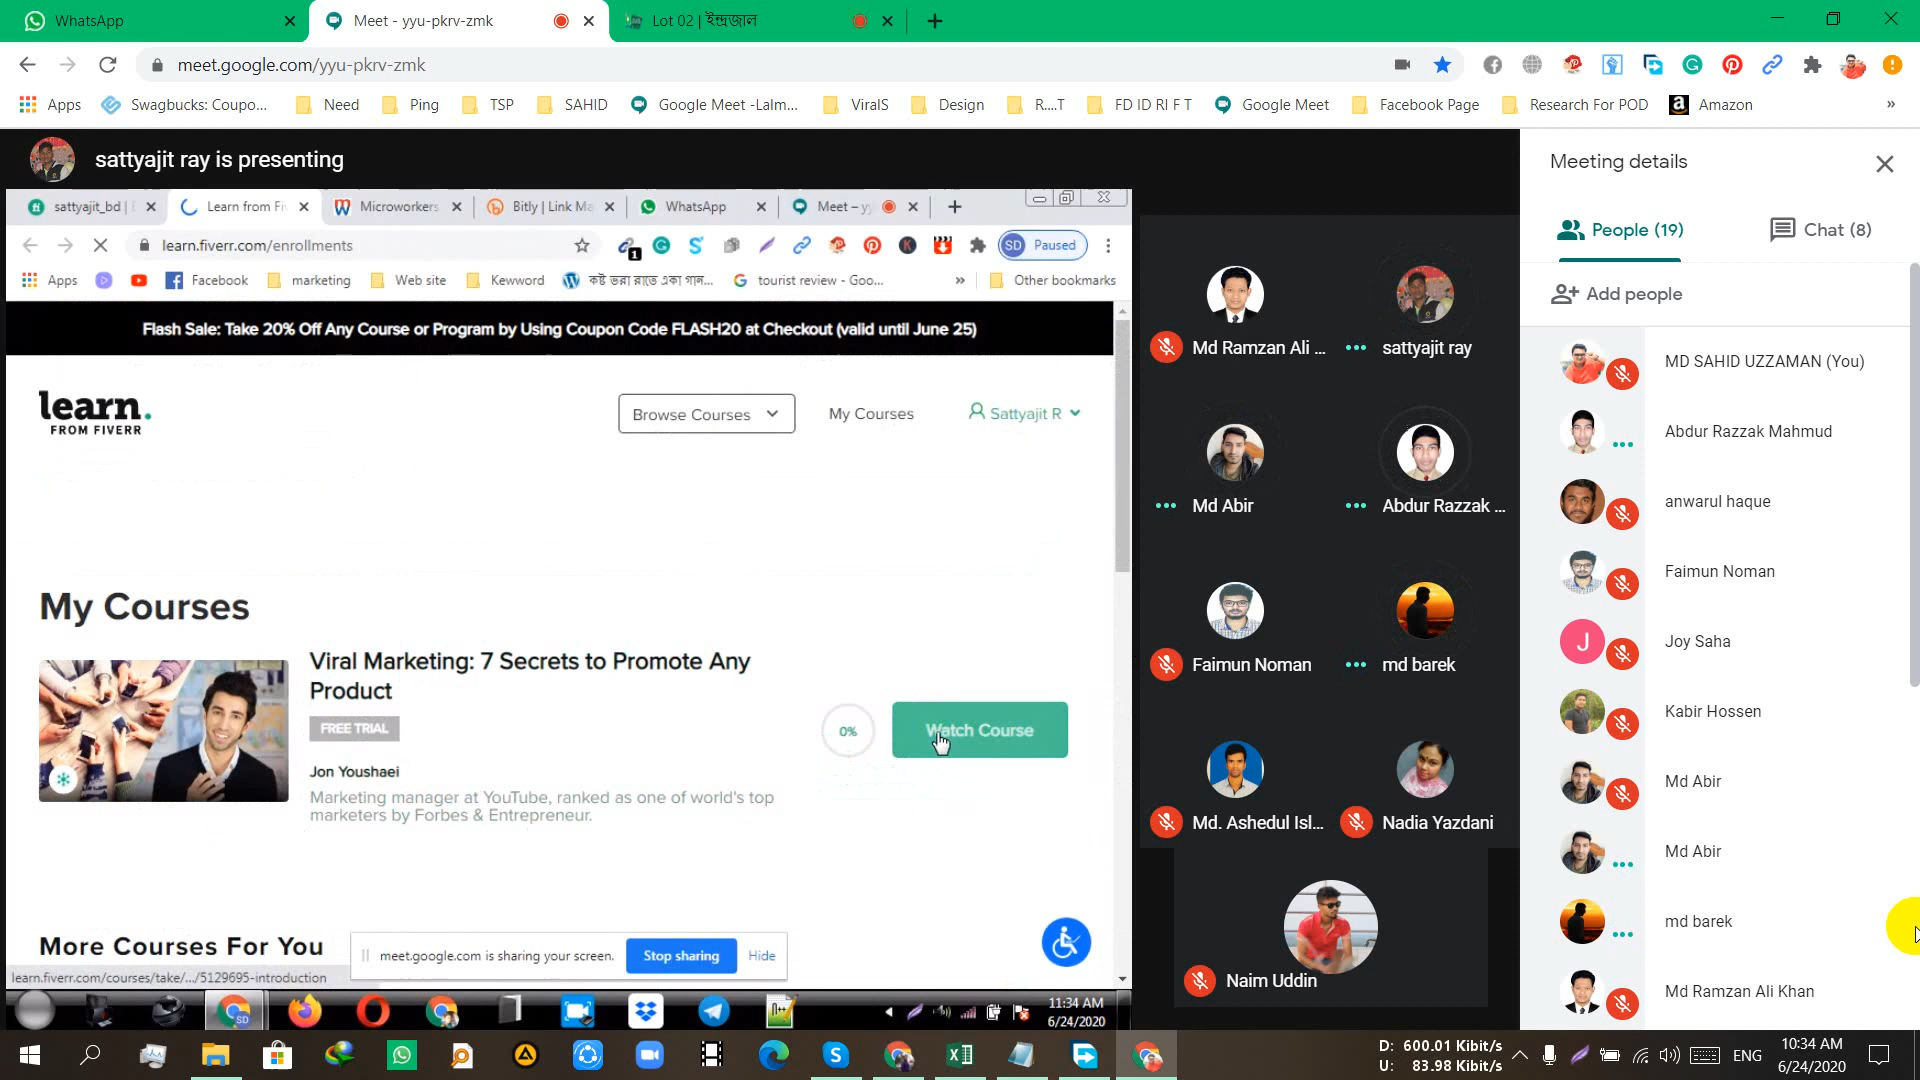 WhatsApp
Meet - yyu-pkrv-zmk
Lot 02 | ইন্দ্রজাল
meet.google.com/yyu-pkrv-zmk
Apps
Swagbucks: Coupo...
Need
Ping
TSP
SAHID
Google Meet -Lalm...
ViralS
Design
R....T
FD ID RI F T
Google Meet
Facebook Page
Research For POD
Amazon
»
sattyajit ray is presenting
sattyajit_bd |
Learn from Fi
Microworkers
Bitly | Link Ma
WhatsApp
Meet – yy
learn.fiverr.com/enrollments
1
SD
Paused
Apps
Facebook
marketing
Web site
Kewword
কষ্ট ভরা রাতে একা গান...
tourist review - Goo...
»
Other bookmarks
Flash Sale: Take 20% Off Any Course or Program by Using Coupon Code FLASH20 at Checkout (valid until June 25)
learn.
FROM FIVERR
Browse Courses
My Courses
Sattyajit R
My Courses
Viral Marketing: 7 Secrets to Promote Any
Product
FREE TRIAL
0%
Watch Course
Jon Youshaei
Marketing manager at YouTube, ranked as one of world's top
marketers by Forbes & Entrepreneur.
More Courses For You
meet.google.com is sharing your screen.
Stop sharing
Hide
learn.fiverr.com/courses/take/.../5129695-introduction
SD
11:34 AM
6/24/2020
Md Ramzan Ali ...
sattyajit ray
Md Abir
Abdur Razzak ...
Faimun Noman
md barek
Md. Ashedul Isl...
Nadia Yazdani
Naim Uddin
Meeting details
People (19)
Chat (8)
Add people
MD SAHID UZZAMAN (You)
Abdur Razzak Mahmud
anwarul haque
Faimun Noman
J
Joy Saha
Kabir Hossen
Md Abir
Md Abir
md barek
Md Ramzan Ali Khan
D: 600.01 Kibit/s
U: 83.98 Kibit/s
ENG
10:34 AM
6/24/2020